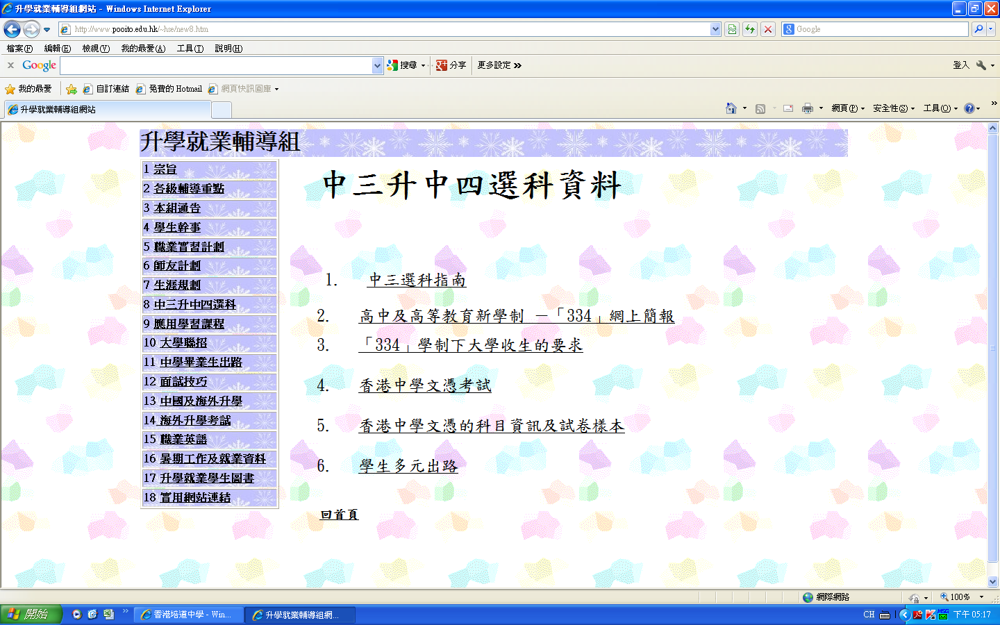 升學就業輔導組網站 - Windows Internet Explorer
http://www.pooito.edu.hk/~hse/new8.htm
Google
檔案(F) 編輯(E) 檢視(V) 我的最愛(A) 工具(T) 說明(H)
x Google 搜尋 分享 更多設定 » 登入
我的最愛 自訂連結 免費的 Hotmail 網頁快訊圖庫
升學就業輔導組網站 網頁(P) 安全性(S) 工具(O) »
升學就業輔導組
1 宗旨
2 各級輔導重點
3 本組通告
4 學生幹事
5 職業實習計劃
6 師友計劃
7 生涯規劃
8 中三升中四選科
9 應用學習課程
10 大學聯招
11 中學畢業生出路
12 面試技巧
13 中國及海外升學
14 海外升學考試
15 職業英語
16 暑期工作及就業資料
17 升學就業學生圖書
18 實用網站連結
中三升中四選科資料
1. 中三選科指南
2. 高中及高等教育新學制 －「334」網上簡報
3. 「334」學制下大學收生的要求
4. 香港中學文憑考試
5. 香港中學文憑的科目資訊及試卷樣本
6. 學生多元出路
回首頁
網際網路 100%
開始 » 香港培道中學 - Win... 升學就業輔導組網... CH MSG 下午 05:17